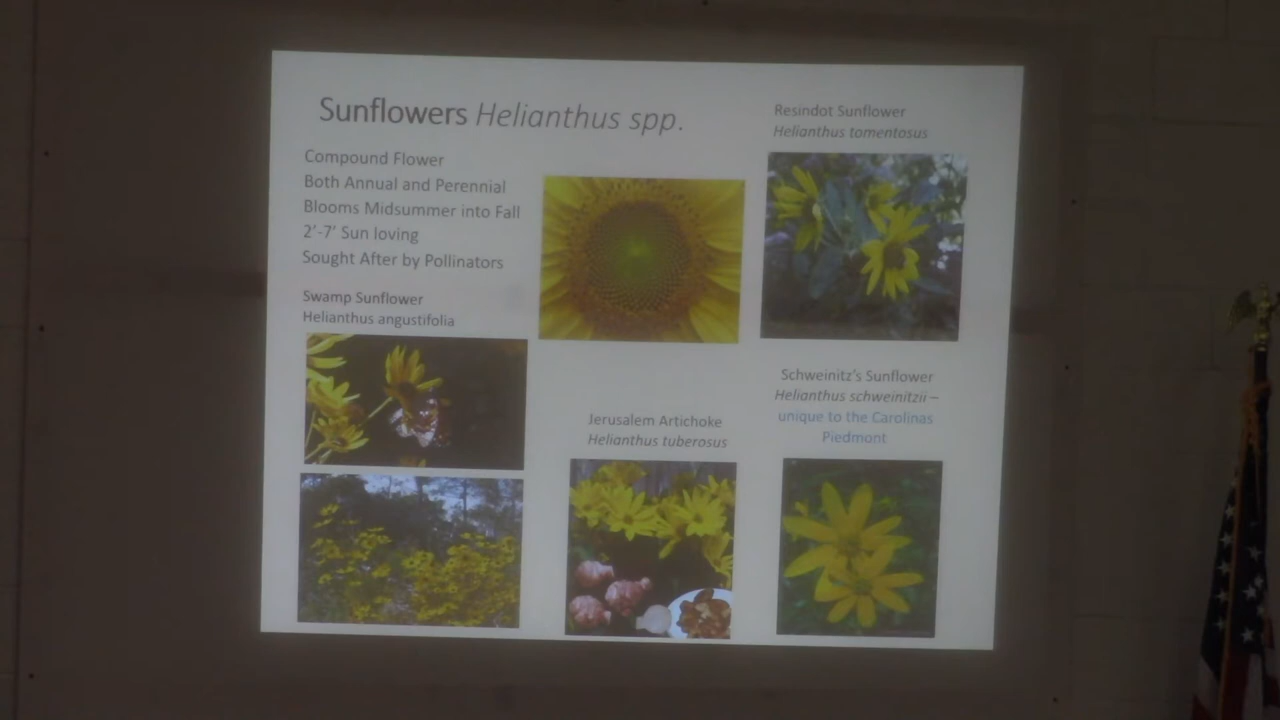 Sunflowers Helianthus spp.
Compound Flower
Both Annual and Perennial
Blooms Midsummer into Fall
2'-7' Sun loving
Sought After by Pollinators
Swamp Sunflower
Helianthus angustifolia
Jerusalem Artichoke
Helianthus tuberosus
Resindot Sunflower
Helianthus tomentosus
Schweinitz's Sunflower
Helianthus schweinitzii –
unique to the Carolinas
Piedmont